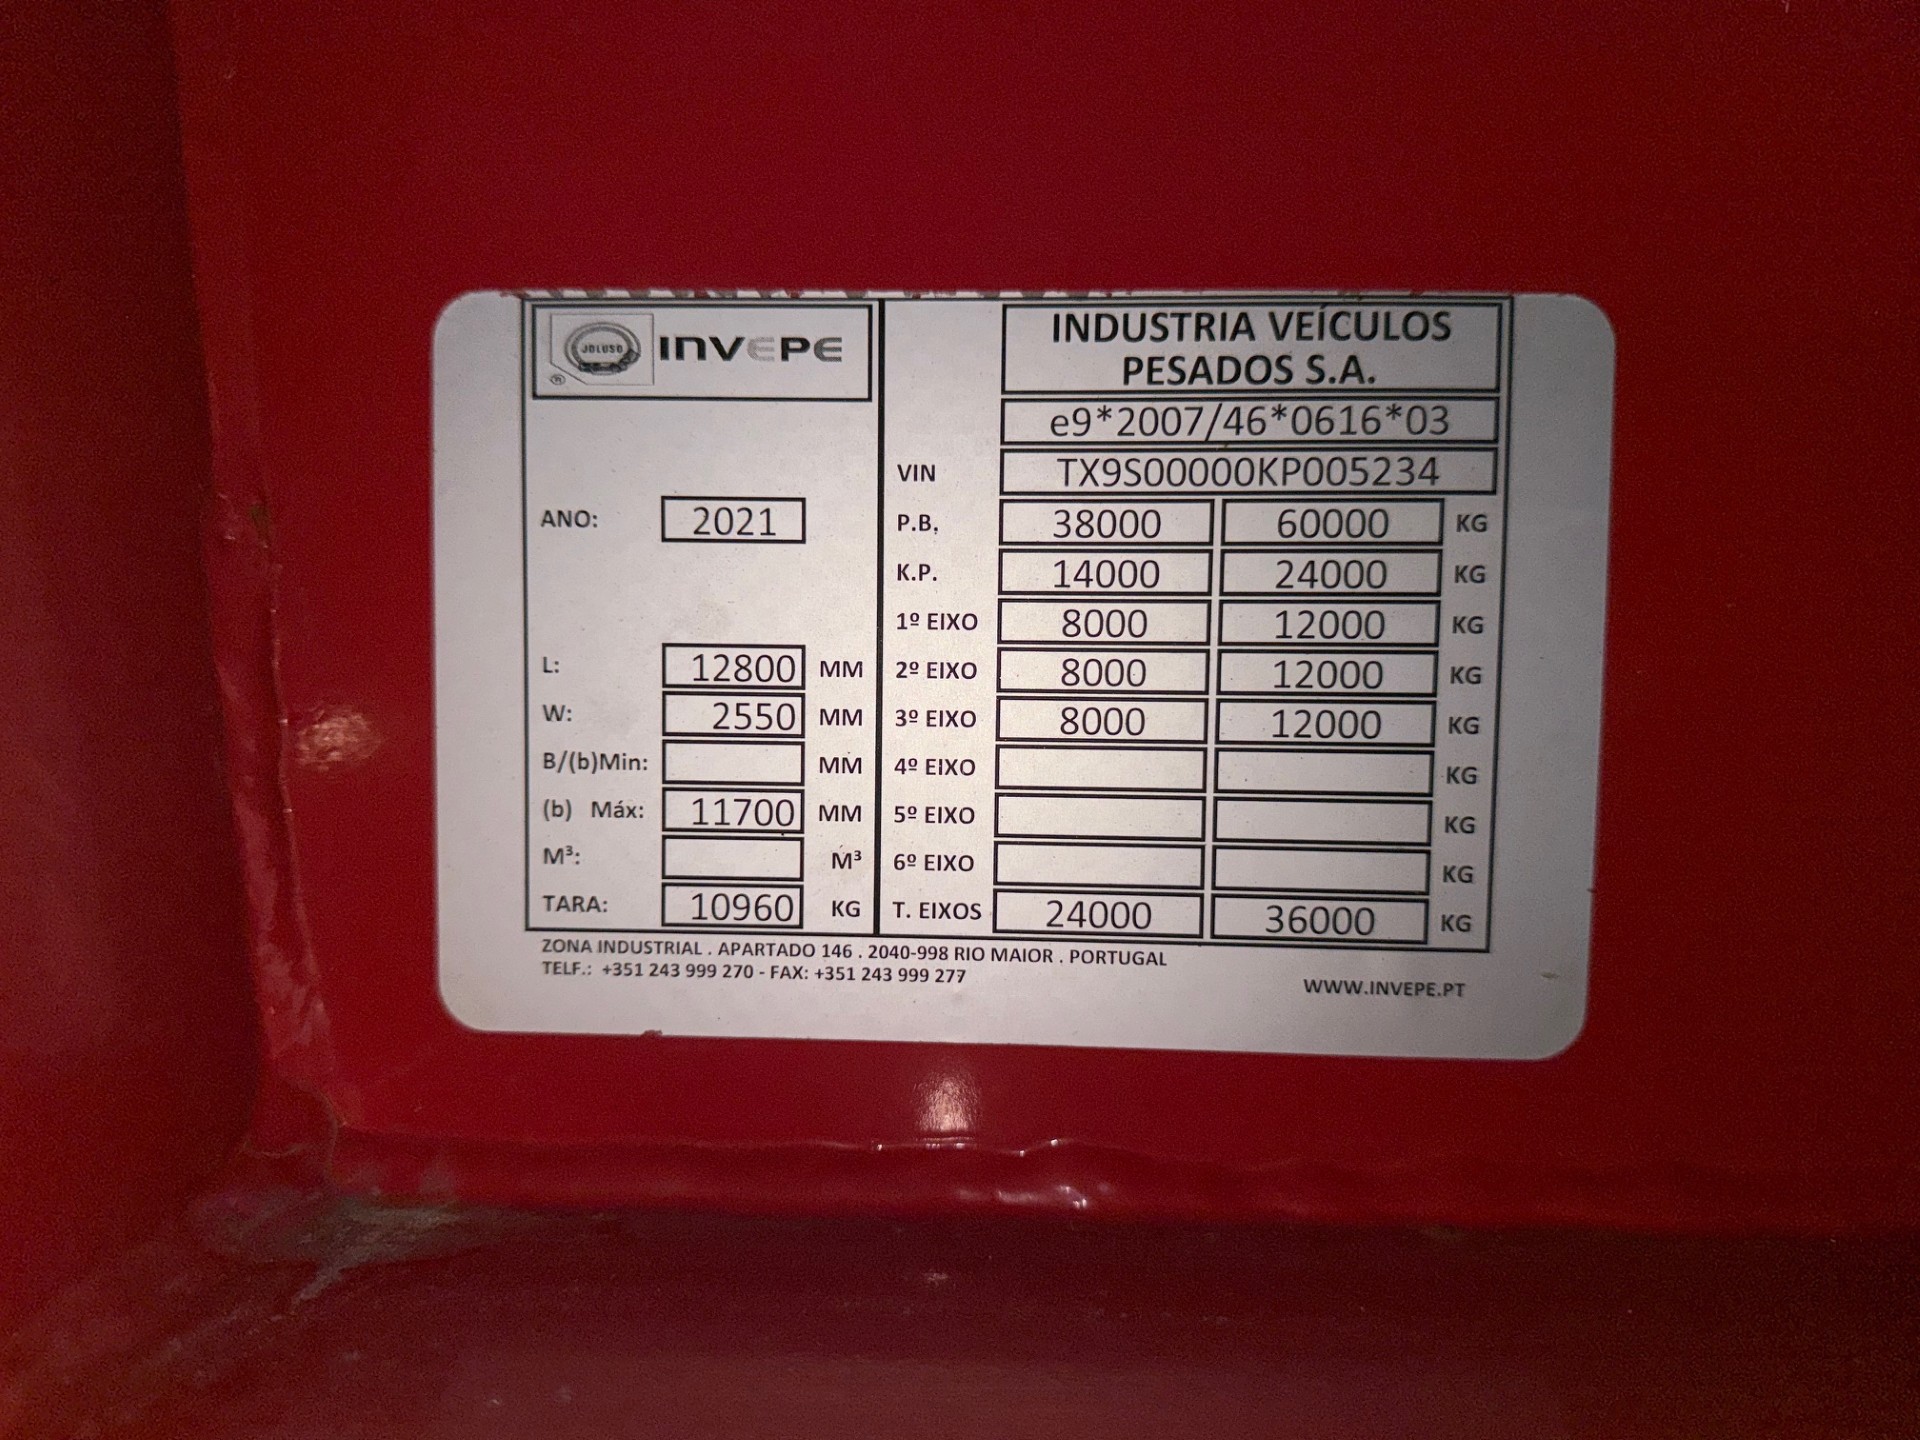 JOLUSO INVEPE
®
INDUSTRIA VEÍCULOS
PESADOS S.A.
e9*2007/46*0616*03
VIN TX9S00000KP005234
ANO: 2021
P.B. 38000 60000 KG
K.P. 14000 24000 KG
1º EIXO 8000 12000 KG
L: 12800 MM
2º EIXO 8000 12000 KG
W: 2550 MM
3º EIXO 8000 12000 KG
B/(b)Min: MM
4º EIXO KG
(b) Máx: 11700 MM
5º EIXO KG
M³: M³
6º EIXO KG
TARA: 10960 KG
T. EIXOS 24000 36000 KG
ZONA INDUSTRIAL . APARTADO 146 . 2040-998 RIO MAIOR . PORTUGAL
TELF.: +351 243 999 270 - FAX: +351 243 999 277
WWW.INVEPE.PT